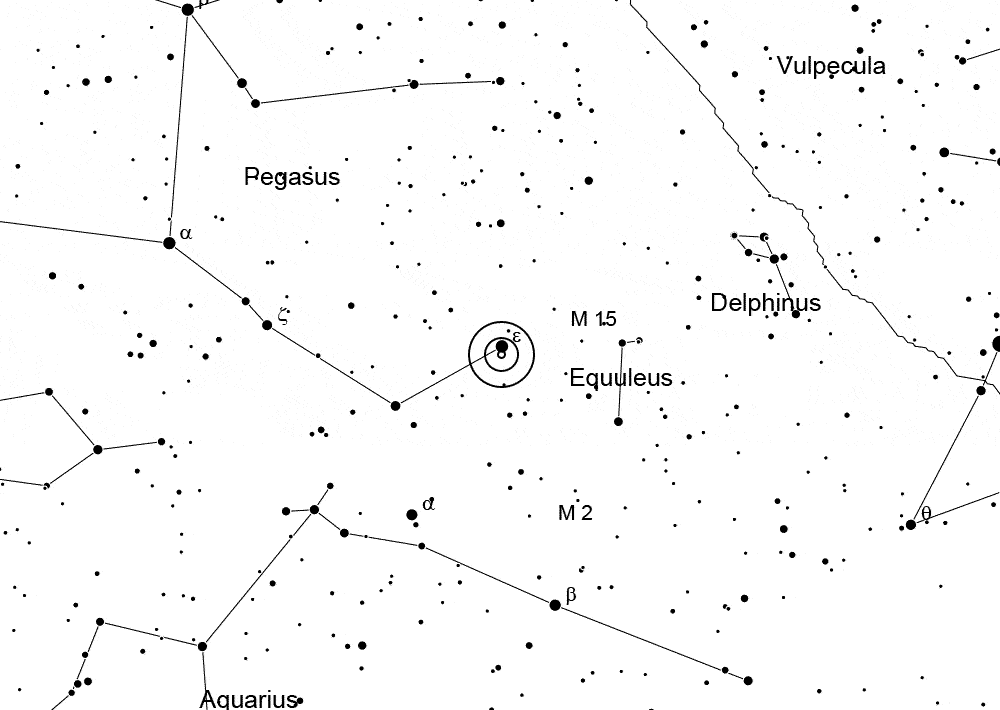 β
Vulpecula
Pegasus
α
Delphinus
ζ
M 15
ε
Equuleus
α
M 2
θ
β
Aquarius